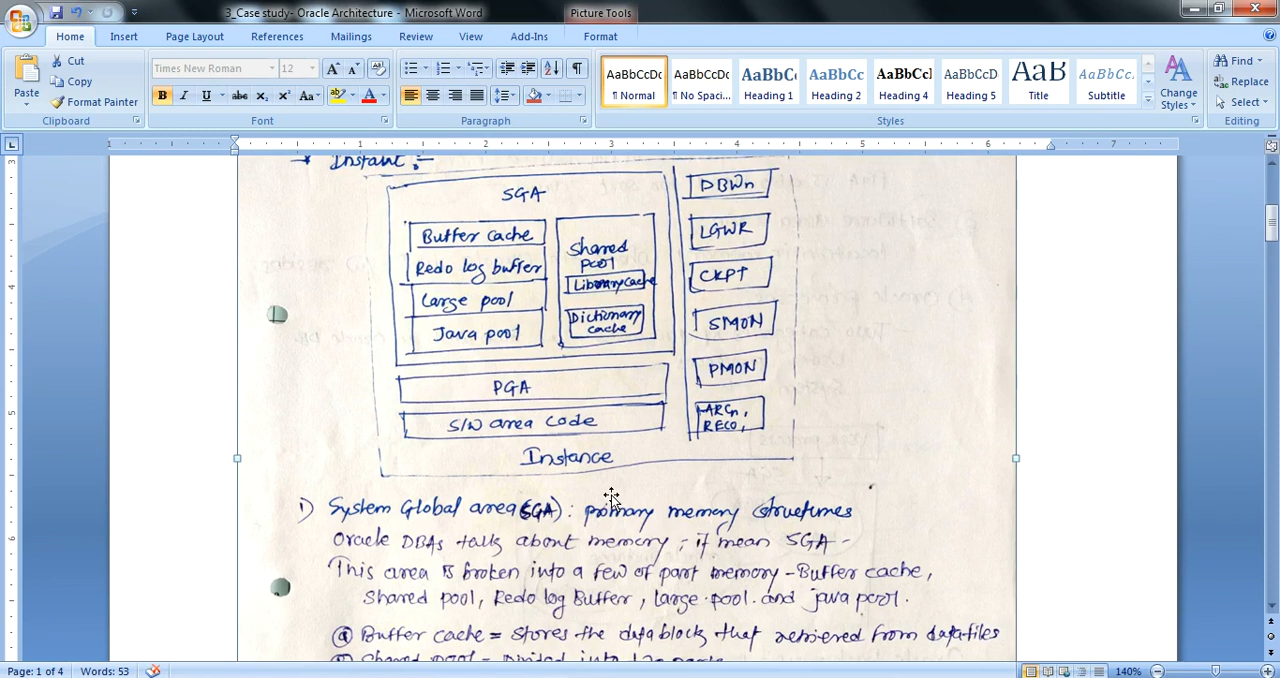 3_Case study- Oracle Architecture - Microsoft Word
Picture Tools
Home
Insert
Page Layout
References
Mailings
Review
View
Add-Ins
Format
Paste
Cut
Copy
Format Painter
Clipboard
Times New Roman
12
Font
Paragraph
AaBbCcDc
¶ Normal
AaBbCcDc
¶ No Spaci...
AaBbC
Heading 1
AaBbCc
Heading 2
AaBbCcI
Heading 4
AaBbCcD
Heading 5
AaB
Title
AaBbCc.
Subtitle
Change
Styles
Styles
Find
Replace
Select
Editing
Instant :-
SGA
Buffer cache
Redo log buffer
Large pool
Java pool
Shared
pool
Library cache
Dictionary
cache
PGA
S/W area code
Instance
DBWn
LGWR
CKPT
SMON
PMON
ARCn,
RECO,
1) System Global area (SGA) : primary memory structures
Oracle DBAs talk about memory, it mean SGA -
This area is broken into a few of part memory - Buffer cache,
Shared pool, Redo log Buffer, Large pool and java pool.
(a) Buffer cache = stores the data blocks that retrieved from datafiles
Page: 1 of 4
Words: 53
140%